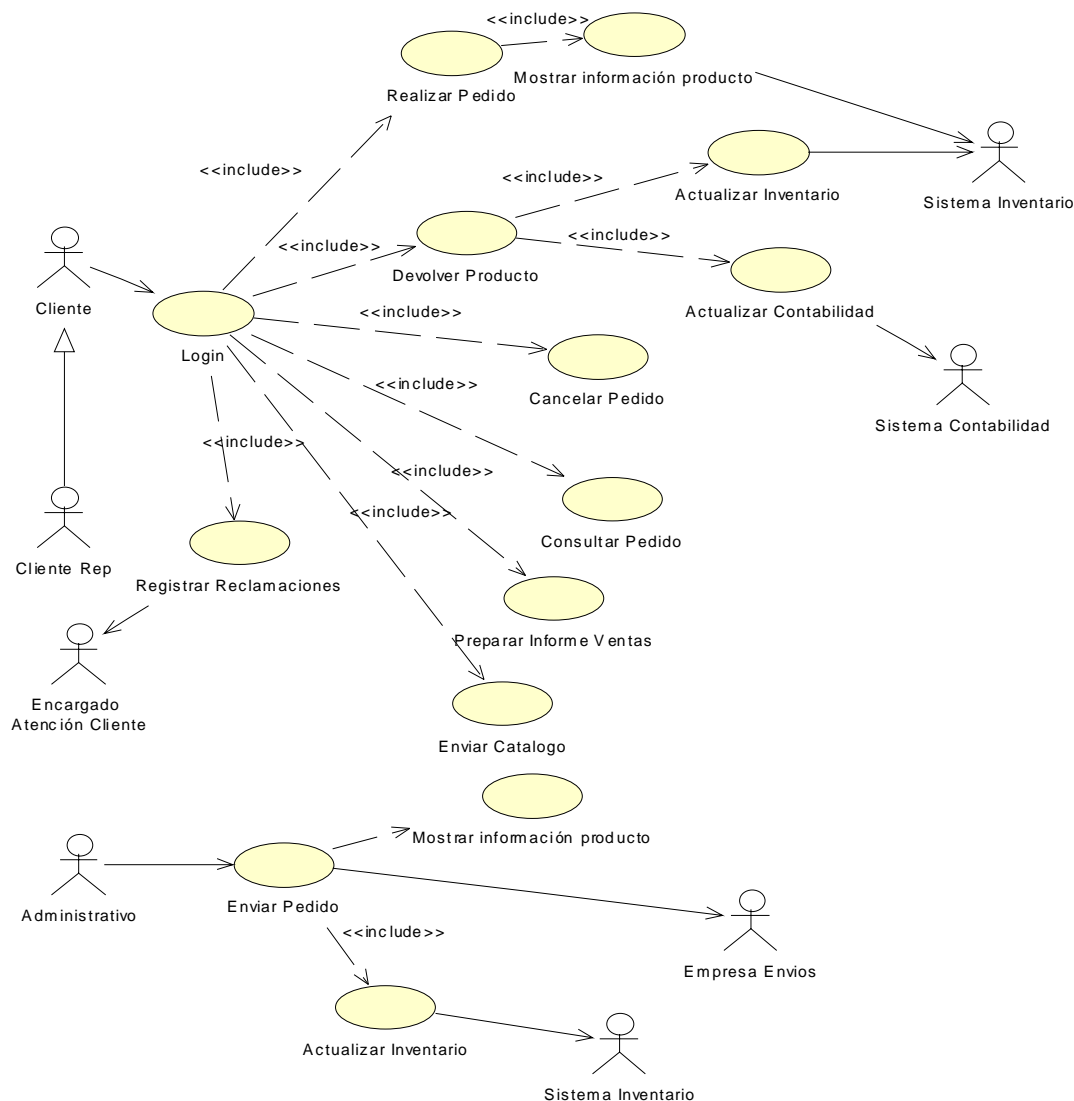 <<include>>
Mostrar información producto
Realizar Pedido
<<include>>
<<include>>
Actualizar Inventario
Sistema Inventario
<<include>>
<<include>>
Devolver Producto
Cliente
Login
<<include>>
Actualizar Contabilidad
<<include>>
Cancelar Pedido
Sistema Contabilidad
<<include>>
<<include>>
<<include>>
Consultar Pedido
Cliente Rep
Registrar Reclamaciones
Preparar Informe Ventas
Encargado
Atención Cliente
Enviar Catalogo
Mostrar información producto
Administrativo
Enviar Pedido
<<include>>
Empresa Envios
Actualizar Inventario
Sistema Inventario